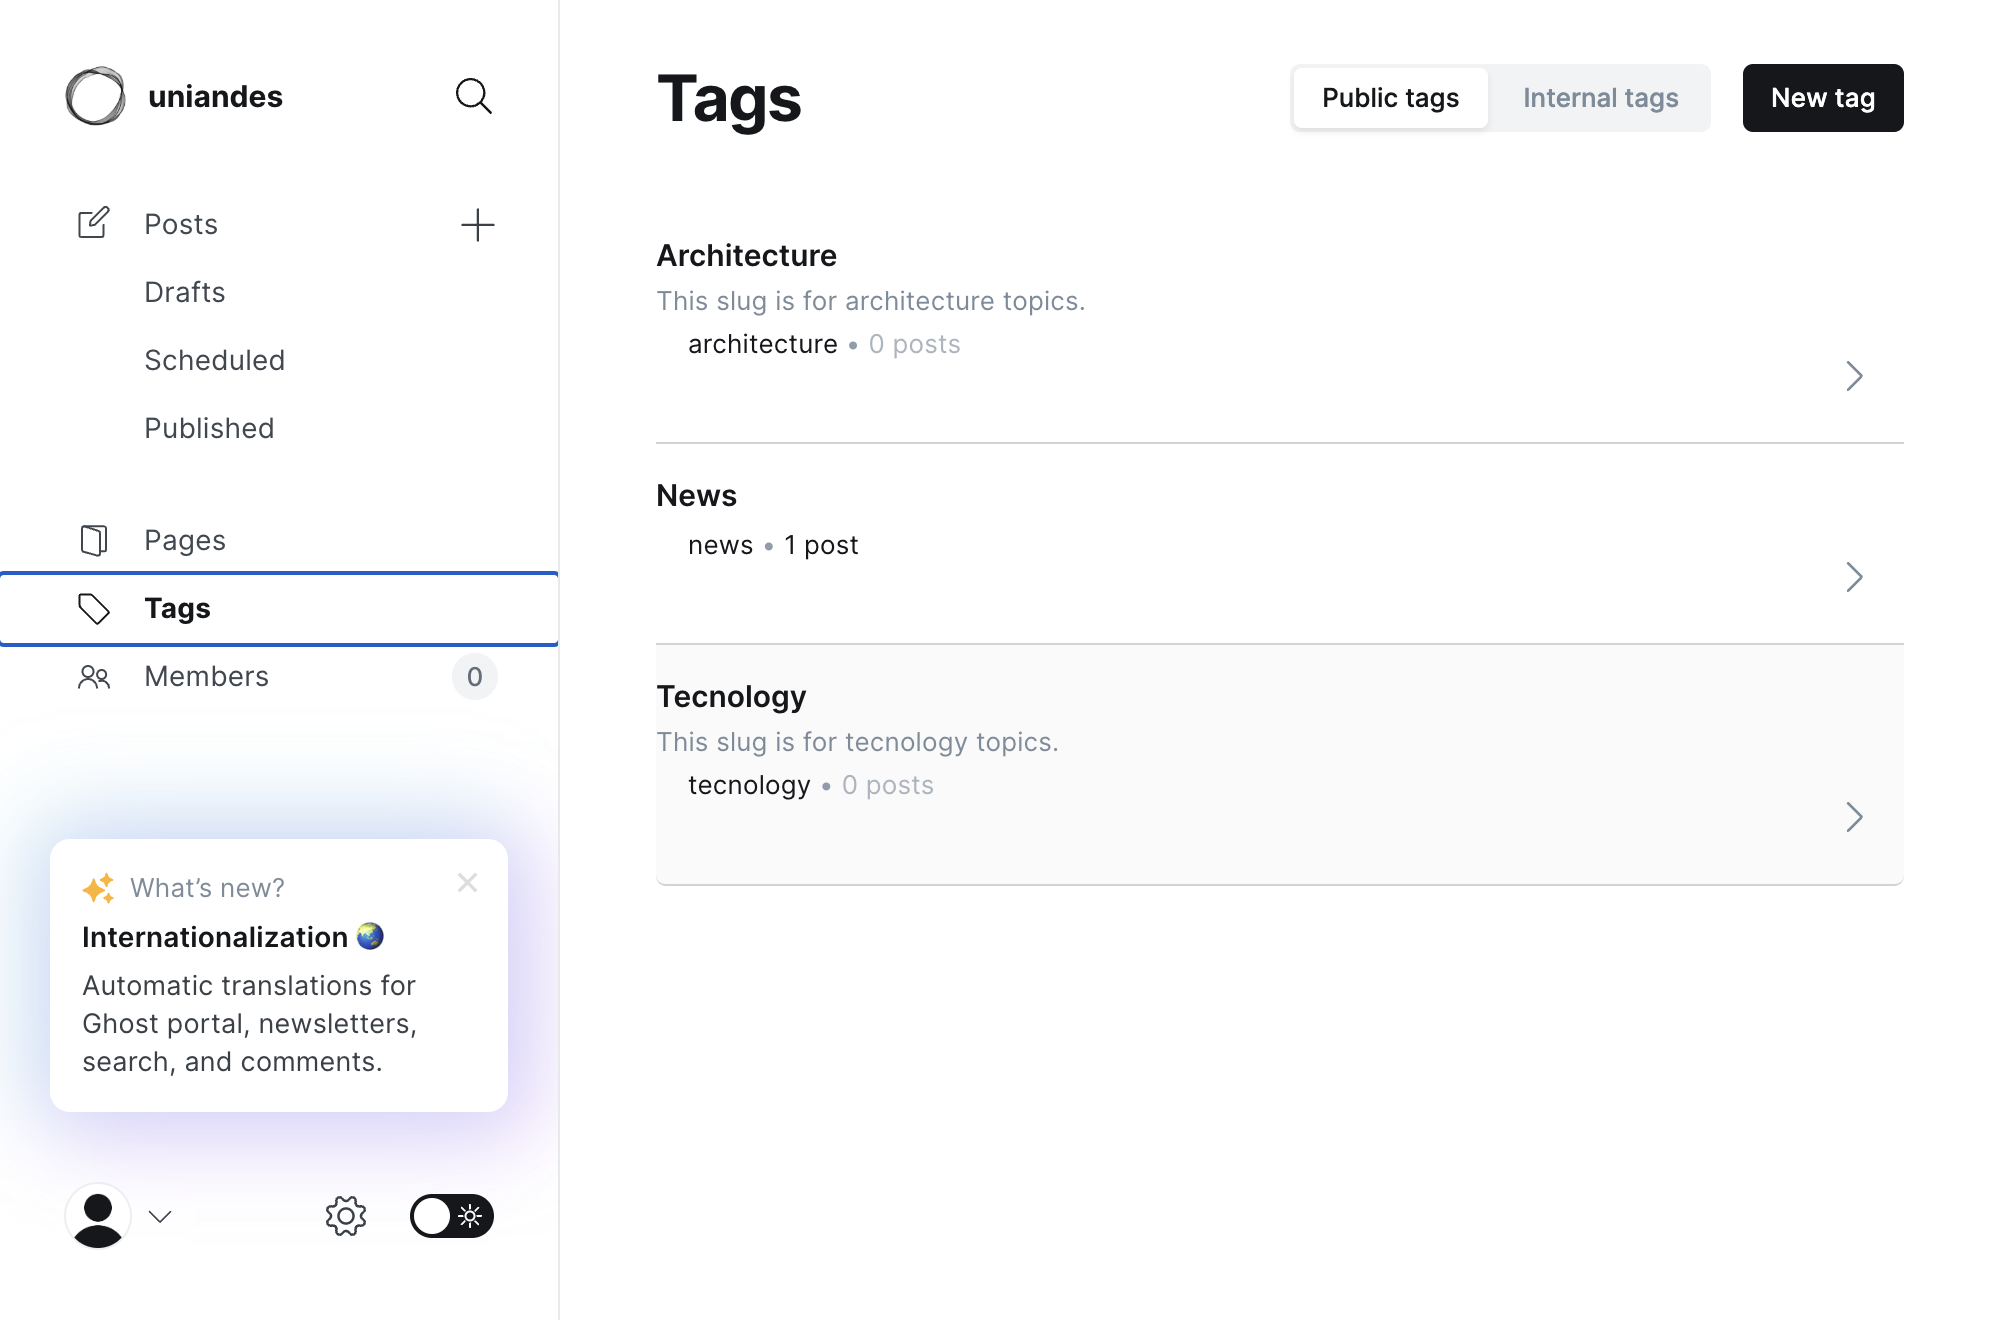 uniandes
Posts
Drafts
Scheduled
Published
Pages
Tags
Members 0
What’s new?
Internationalization 🌏
Automatic translations for
Ghost portal, newsletters,
search, and comments.
Tags
Public tags Internal tags New tag
Architecture
This slug is for architecture topics.
architecture • 0 posts
News
news • 1 post
Tecnology
This slug is for tecnology topics.
tecnology • 0 posts